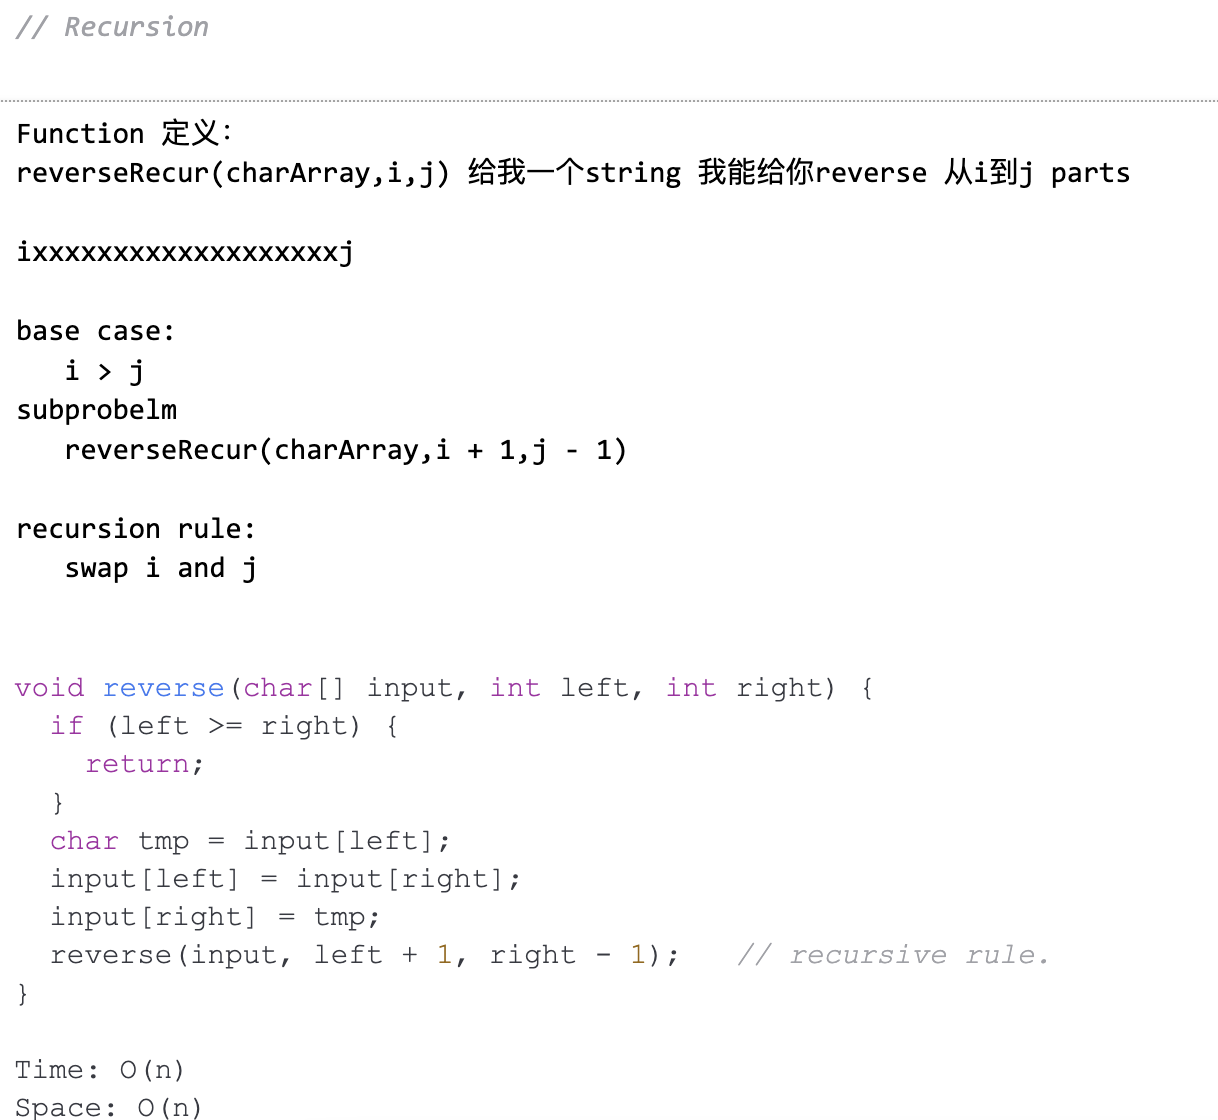 // Recursion
Function 定义：
reverseRecur(charArray,i,j) 给我一个string 我能给你reverse 从i到j parts
ixxxxxxxxxxxxxxxxxxxj
base case:
   i > j
subprobelm
   reverseRecur(charArray,i + 1,j - 1)
recursion rule:
   swap i and j
void reverse(char[] input, int left, int right) {
  if (left >= right) {
    return;
  }
  char tmp = input[left];
  input[left] = input[right];
  input[right] = tmp;
  reverse(input, left + 1, right - 1);   // recursive rule.
}
Time: O(n)
Space: O(n)